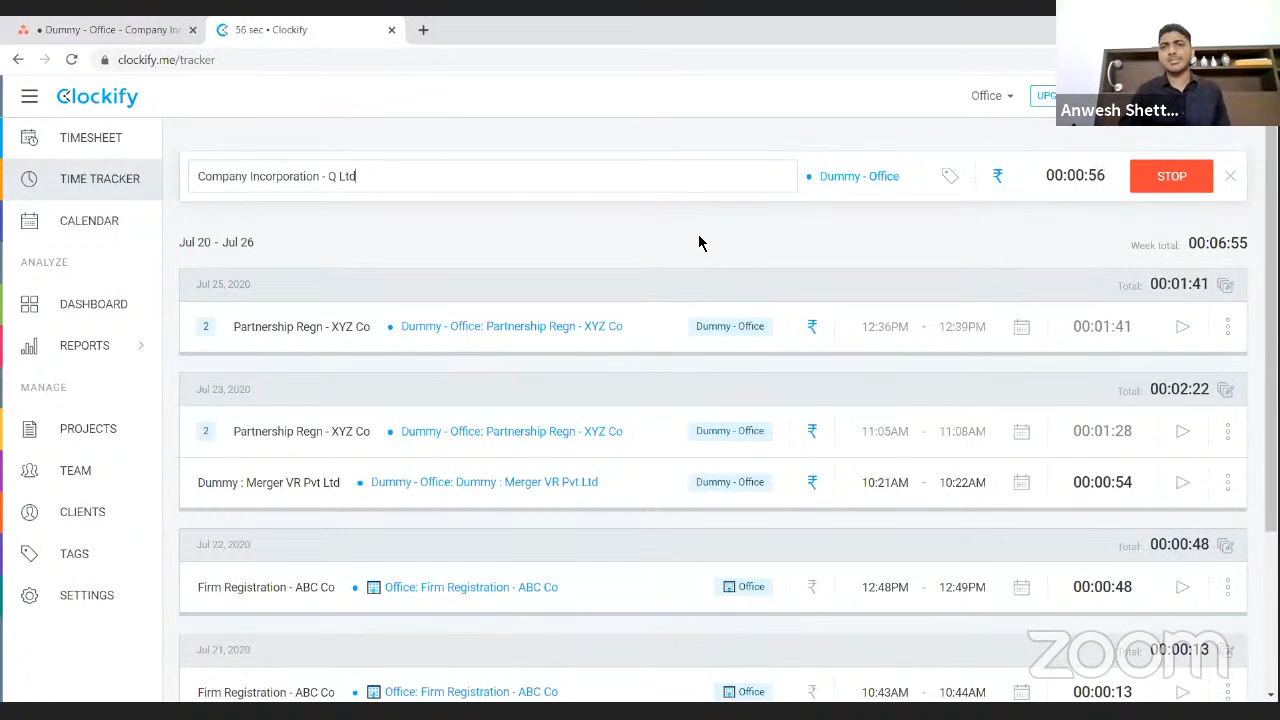 Dummy - Office - Company In
56 sec • Clockify
clockify.me/tracker
Clockify
Office
UPG
Anwesh Shett...
TIMESHEET
TIME TRACKER
CALENDAR
ANALYZE
DASHBOARD
REPORTS
MANAGE
PROJECTS
TEAM
CLIENTS
TAGS
SETTINGS
Company Incorporation - Q Ltd
• Dummy - Office
₹
00:00:56
STOP
Jul 20 - Jul 26
Week total: 00:06:55
Jul 25, 2020
Total: 00:01:41
2 Partnership Regn - XYZ Co • Dummy - Office: Partnership Regn - XYZ Co Dummy - Office ₹ 12:36PM - 12:39PM 00:01:41
Jul 23, 2020
Total: 00:02:22
2 Partnership Regn - XYZ Co • Dummy - Office: Partnership Regn - XYZ Co Dummy - Office ₹ 11:05AM - 11:08AM 00:01:28
Dummy : Merger VR Pvt Ltd • Dummy - Office: Dummy : Merger VR Pvt Ltd Dummy - Office ₹ 10:21AM - 10:22AM 00:00:54
Jul 22, 2020
Total: 00:00:48
Firm Registration - ABC Co • Office: Firm Registration - ABC Co Office ₹ 12:48PM - 12:49PM 00:00:48
Jul 21, 2020
Total: 00:00:13
Firm Registration - ABC Co • Office: Firm Registration - ABC Co Office ₹ 10:43AM - 10:44AM 00:00:13
zoom